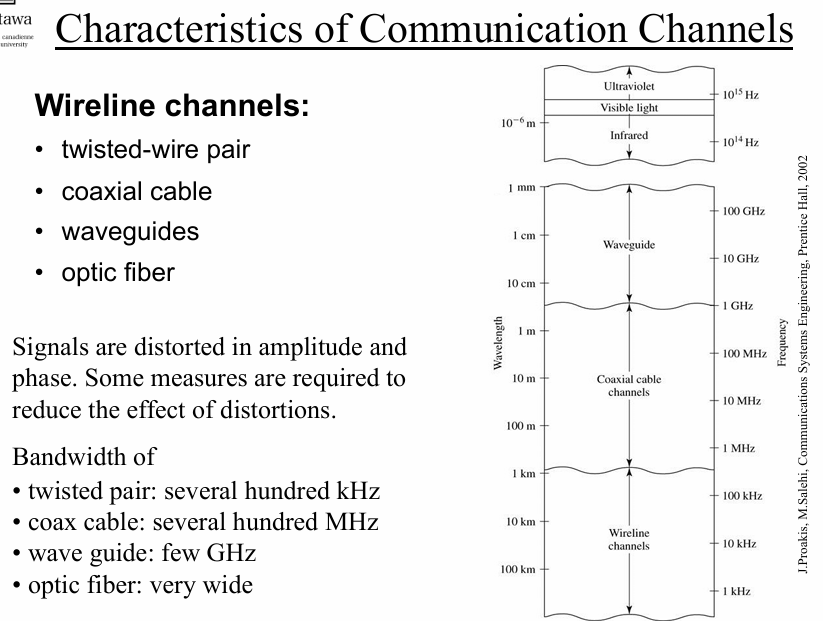 tawa
canadienne
university
Characteristics of Communication Channels
Wireline channels:
• twisted-wire pair
• coaxial cable
• waveguides
• optic fiber
Signals are distorted in amplitude and
phase. Some measures are required to
reduce the effect of distortions.
Bandwidth of
• twisted pair: several hundred kHz
• coax cable: several hundred MHz
• wave guide: few GHz
• optic fiber: very wide
Ultraviolet
Visible light
Infrared
Waveguide
Coaxial cable
channels
Wireline
channels
Wavelength
10⁻⁶ m
1 mm
1 cm
10 cm
1 m
10 m
100 m
1 km
10 km
100 km
Frequency
10¹⁵ Hz
10¹⁴ Hz
100 GHz
10 GHz
1 GHz
100 MHz
10 MHz
1 MHz
100 kHz
10 kHz
1 kHz
J.Proakis, M.Salehi, Communications Systems Engineering, Prentice Hall, 2002